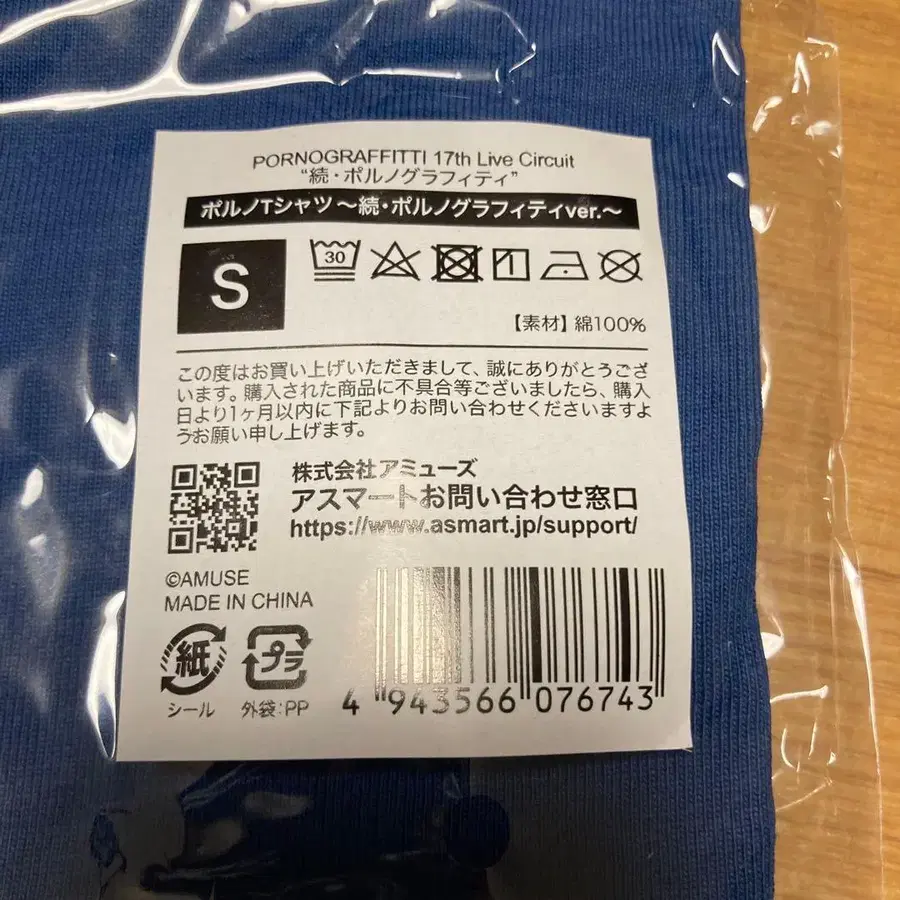 PORNOGRAFFITTI 17th Live Circuit
“続・ポルノグラフィティ”
ポルノTシャツ ～続・ポルノグラフィティver.～
S
30
【素材】綿100%
この度はお買い上げいただきまして、誠にありがとうござい
ます。購入された商品に不具合等ございましたら、購入
日より1ヶ月以内に下記よりお問い合わせくださいますよ
うお願い申し上げます。
株式会社アミューズ
アスマートお問い合わせ窓口
https://www.asmart.jp/support/
©AMUSE
MADE IN CHINA
紙
プラ
シール
外袋:PP
4 943566 076743